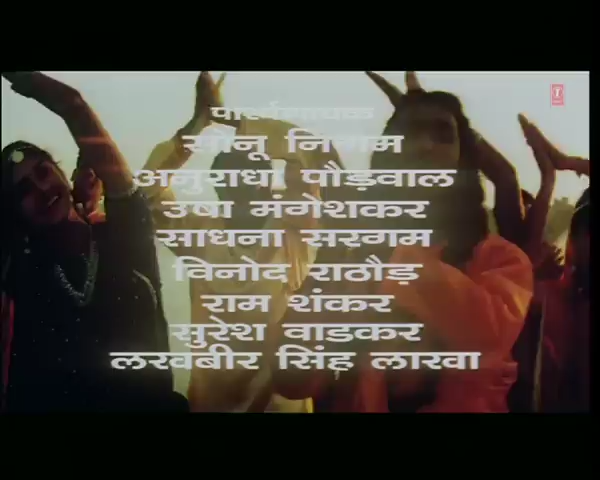 पार्श्वगायक
सोनू निगम
अनुराधा पौड़वाल
उषा मंगेशकर
साधना सरगम
विनोद राठौड़
राम शंकर
सुरेश वाडकर
लखबीर सिंह लाखा